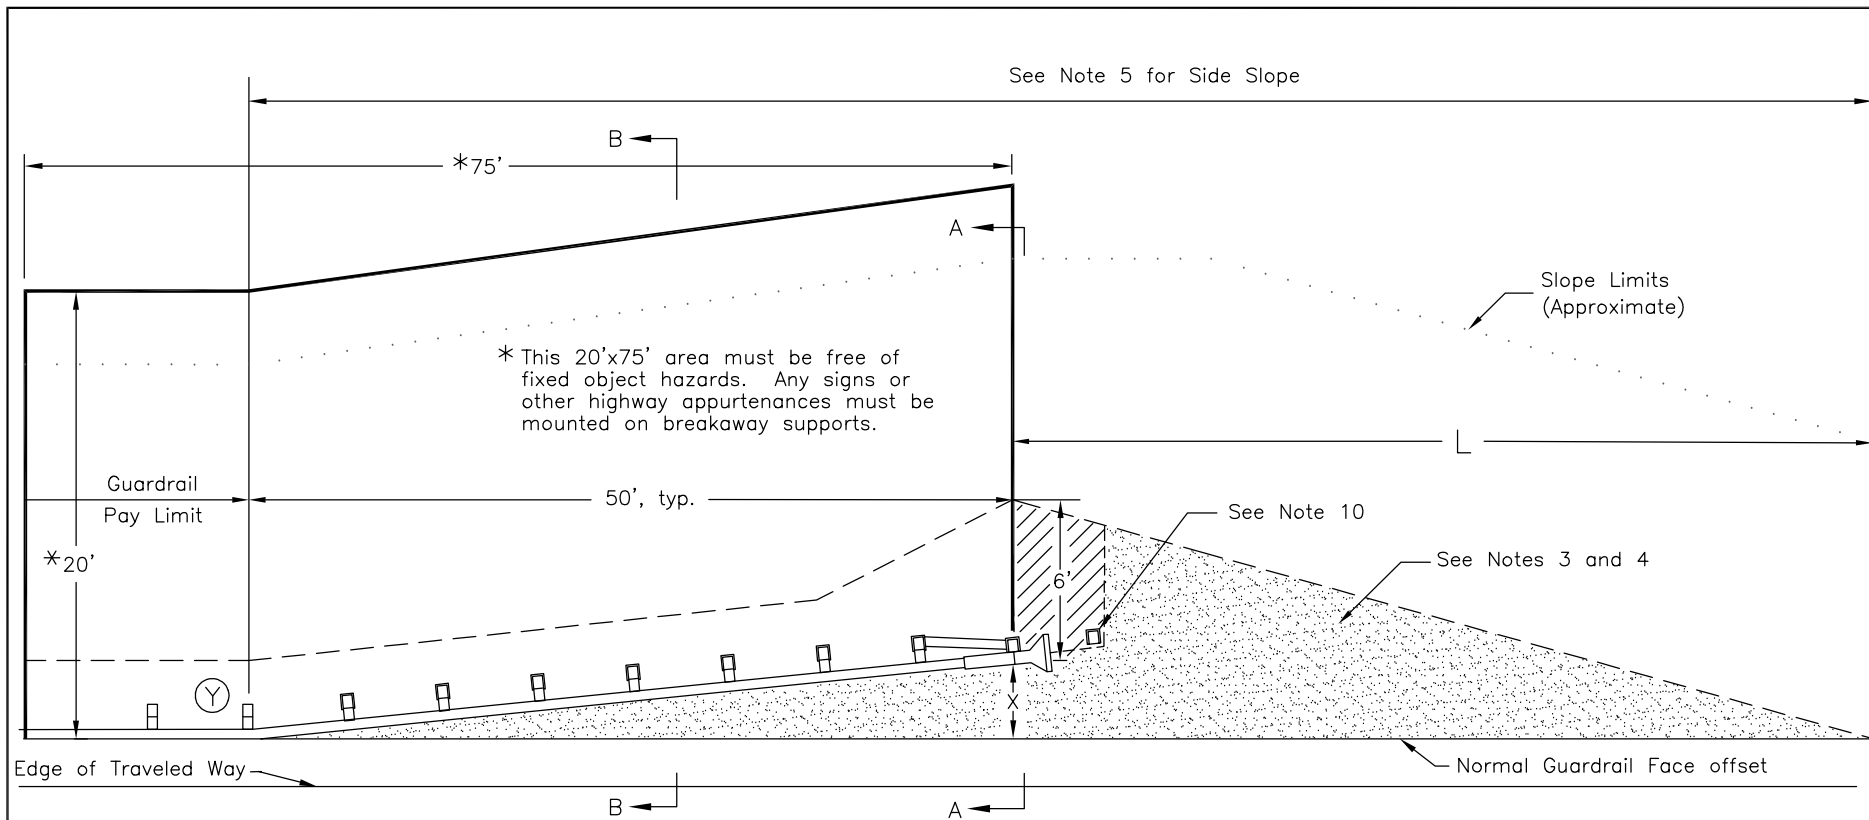 See Note 5 for Side Slope
B
*75'
A
Slope Limits
(Approximate)
* This 20'x75' area must be free of
fixed object hazards. Any signs or
other highway appurtenances must be
mounted on breakaway supports.
L
Guardrail
Pay Limit
50', typ.
See Note 10
*20'
6'
See Notes 3 and 4
Y
X
Edge of Traveled Way
Normal Guardrail Face offset
B
A